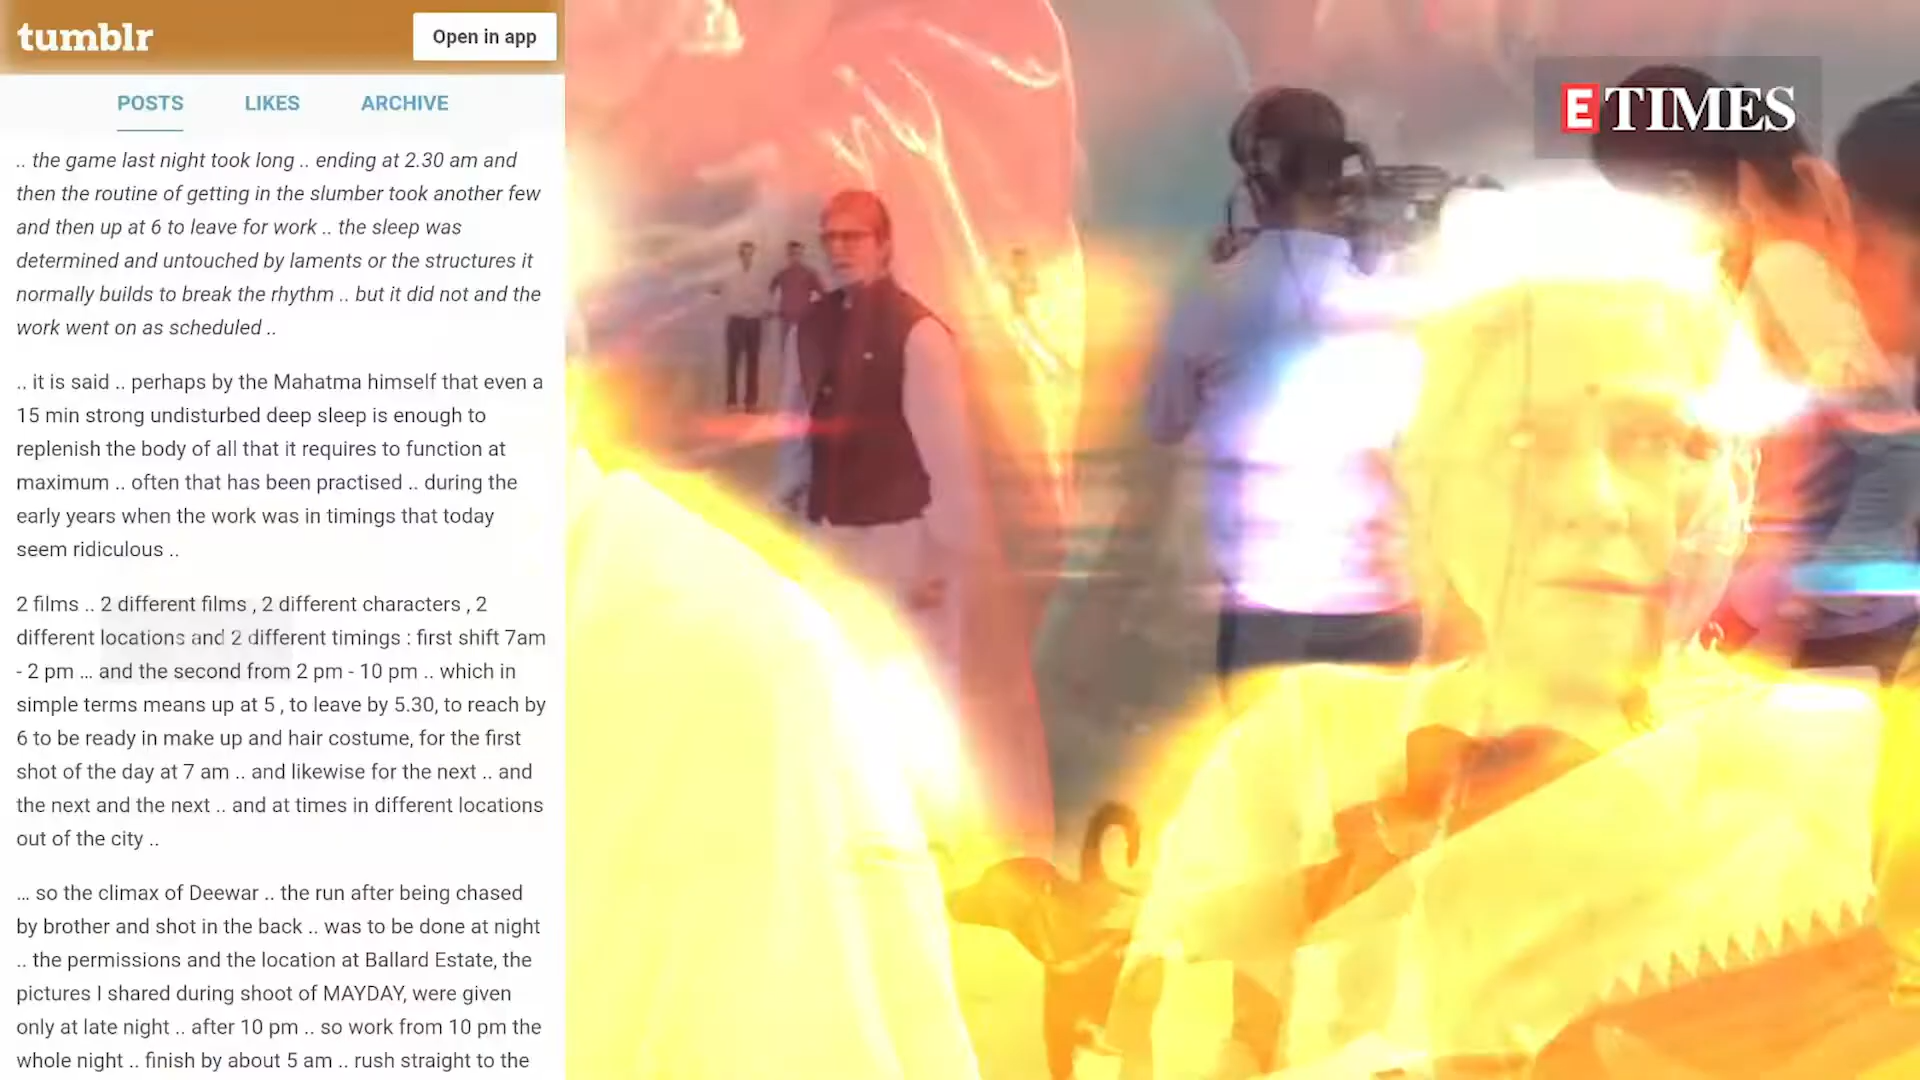 tumblr
Open in app
POSTS LIKES ARCHIVE
.. the game last night took long .. ending at 2.30 am and
then the routine of getting in the slumber took another few
and then up at 6 to leave for work .. the sleep was
determined and untouched by laments or the structures it
normally builds to break the rhythm .. but it did not and the
work went on as scheduled ..
.. it is said .. perhaps by the Mahatma himself that even a
15 min strong undisturbed deep sleep is enough to
replenish the body of all that it requires to function at
maximum .. often that has been practised .. during the
early years when the work was in timings that today
seem ridiculous ..
2 films .. 2 different films , 2 different characters , 2
different locations and 2 different timings : first shift 7am
- 2 pm ... and the second from 2 pm - 10 pm .. which in
simple terms means up at 5 , to leave by 5.30, to reach by
6 to be ready in make up and hair costume, for the first
shot of the day at 7 am .. and likewise for the next .. and
the next and the next .. and at times in different locations
out of the city ..
... so the climax of Deewar .. the run after being chased
by brother and shot in the back .. was to be done at night
.. the permissions and the location at Ballard Estate, the
pictures I shared during shoot of MAYDAY, were given
only at late night .. after 10 pm .. so work from 10 pm the
whole night .. finish by about 5 am .. rush straight to the
E TIMES